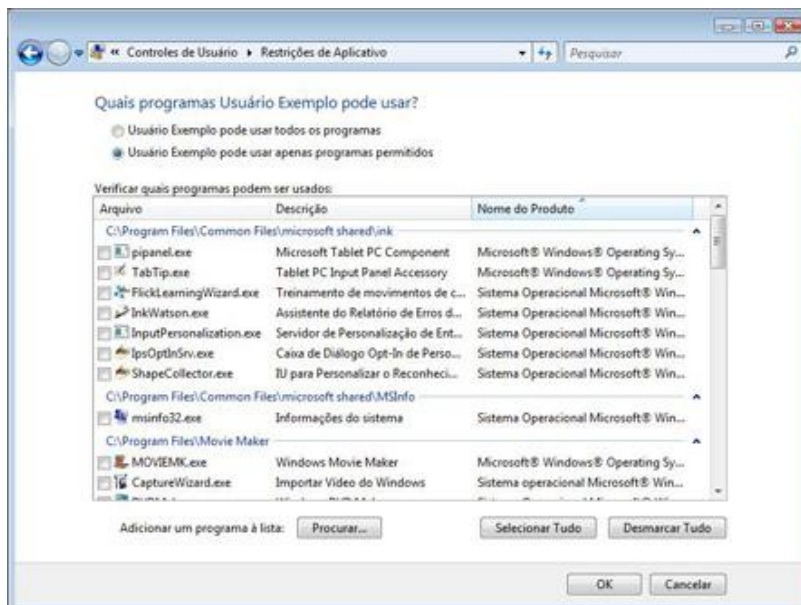 « Controles de Usuário ▸ Restrições de Aplicativo Pesquisar
Quais programas Usuário Exemplo pode usar?
Usuário Exemplo pode usar todos os programas
Usuário Exemplo pode usar apenas programas permitidos
Verificar quais programas podem ser usados:
Arquivo Descrição Nome do Produto
C:\Program Files\Common Files\microsoft shared\ink
pipanel.exe Microsoft Tablet PC Component Microsoft® Windows® Operating Sy...
TabTip.exe Tablet PC Input Panel Accessory Microsoft® Windows® Operating Sy...
FlickLearningWizard.exe Treinamento de movimentos de c... Sistema Operacional Microsoft® Win...
InkWatson.exe Assistente do Relatório de Erros d... Sistema Operacional Microsoft® Win...
InputPersonalization.exe Servidor de Personalização de Ent... Sistema Operacional Microsoft® Win...
IpsOptInSrv.exe Caixa de Diálogo Opt-In de Perso... Sistema Operacional Microsoft® Win...
ShapeCollector.exe IU para Personalizar o Reconheci... Sistema Operacional Microsoft® Win...
C:\Program Files\Common Files\microsoft shared\MSInfo
msinfo32.exe Informações do sistema Sistema Operacional Microsoft® Win...
C:\Program Files\Movie Maker
MOVIEMK.exe Windows Movie Maker Microsoft® Windows® Operating Sy...
CaptureWizard.exe Importar Vídeo do Windows Sistema operacional Microsoft® Win...
Adicionar um programa à lista: Procurar... Selecionar Tudo Desmarcar Tudo
OK Cancelar